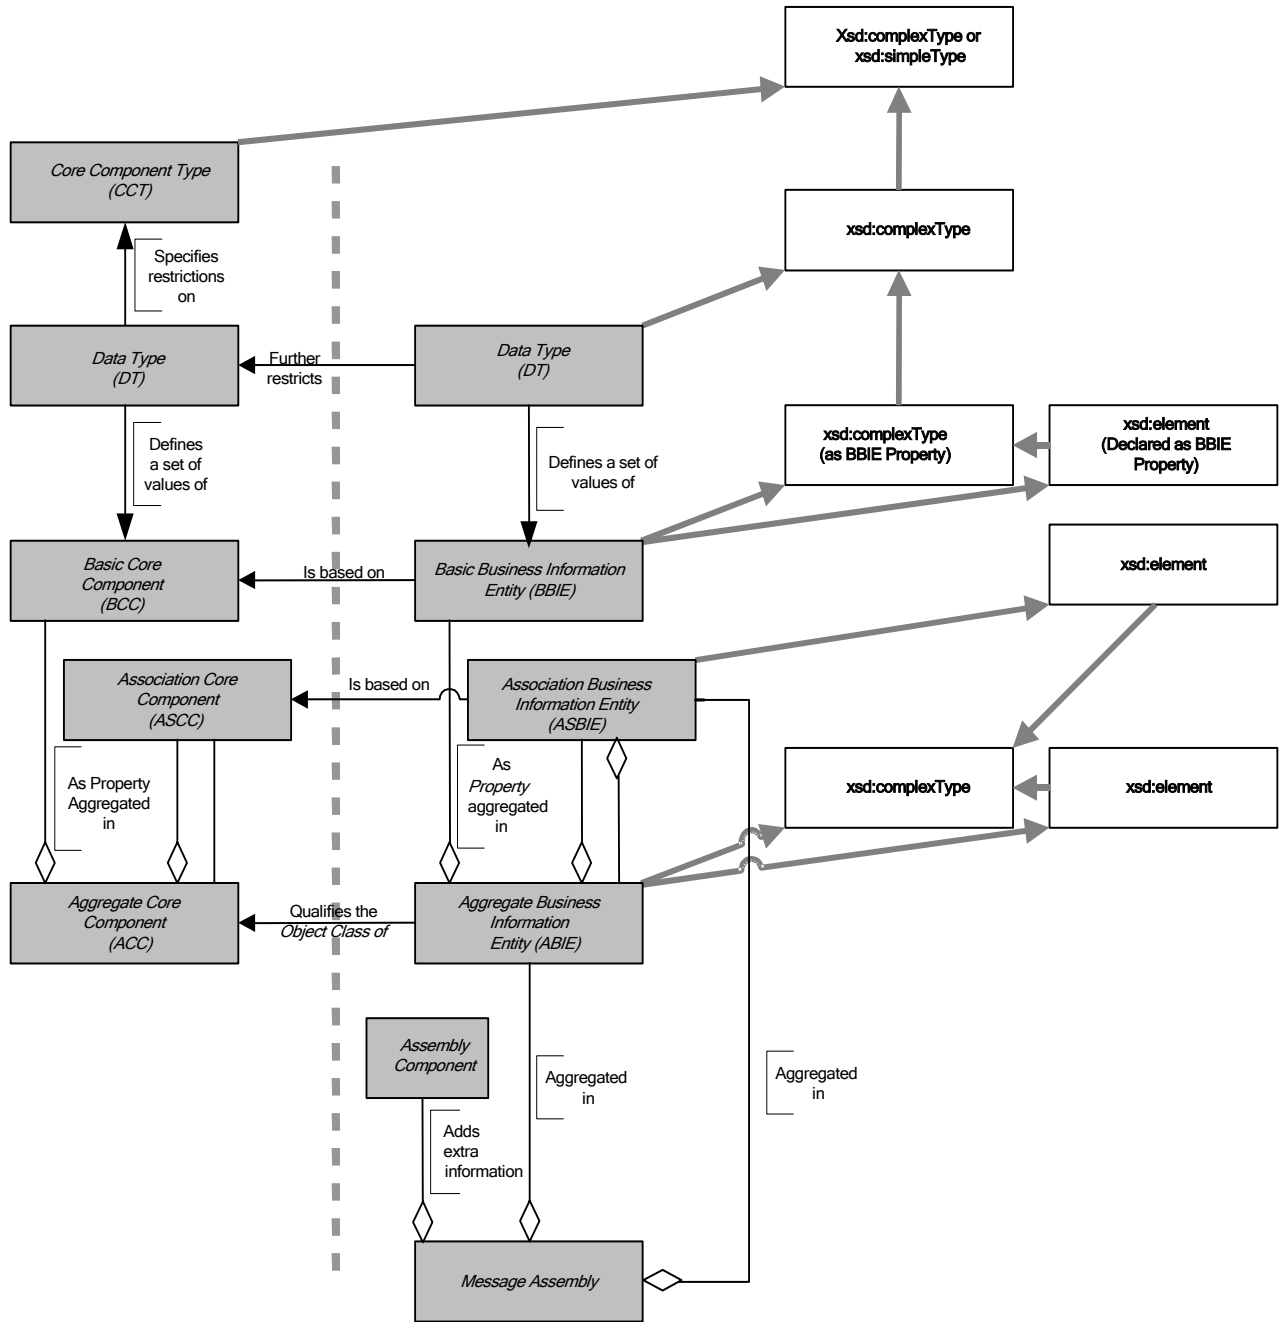 Xsd:complexType or
xsd:simpleType
Core Component Type
(CCT)
Specifies
restrictions
on
xsd:complexType
Data Type
(DT)
Further
restricts
Data Type
(DT)
Defines
a set of
values of
Defines a set of
values of
xsd:complexType
(as BBIE Property)
xsd:element
(Declared as BBIE
Property)
Basic Core
Component
(BCC)
Is based on
Basic Business Information
Entity (BBIE)
xsd:element
Association Core
Component
(ASCC)
Is based on
Association Business
Information Entity
(ASBIE)
As Property
Aggregated
in
As
Property
aggregated
in
xsd:complexType
xsd:element
Aggregate Core
Component
(ACC)
Qualifies the
Object Class of
Aggregate Business
Information
Entity (ABIE)
Assembly
Component
Aggregated
in
Aggregated
in
Adds
extra
information
Message Assembly